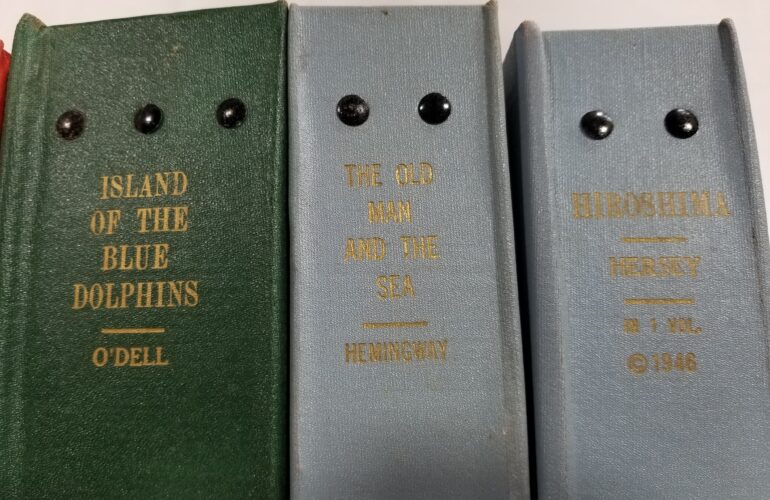 ISLAND
OF THE
BLUE
DOLPHINS
O'DELL
THE OLD
MAN
AND THE
SEA
HEMINGWAY
HIROSHIMA
HERSEY
IN 1 VOL.
©1946